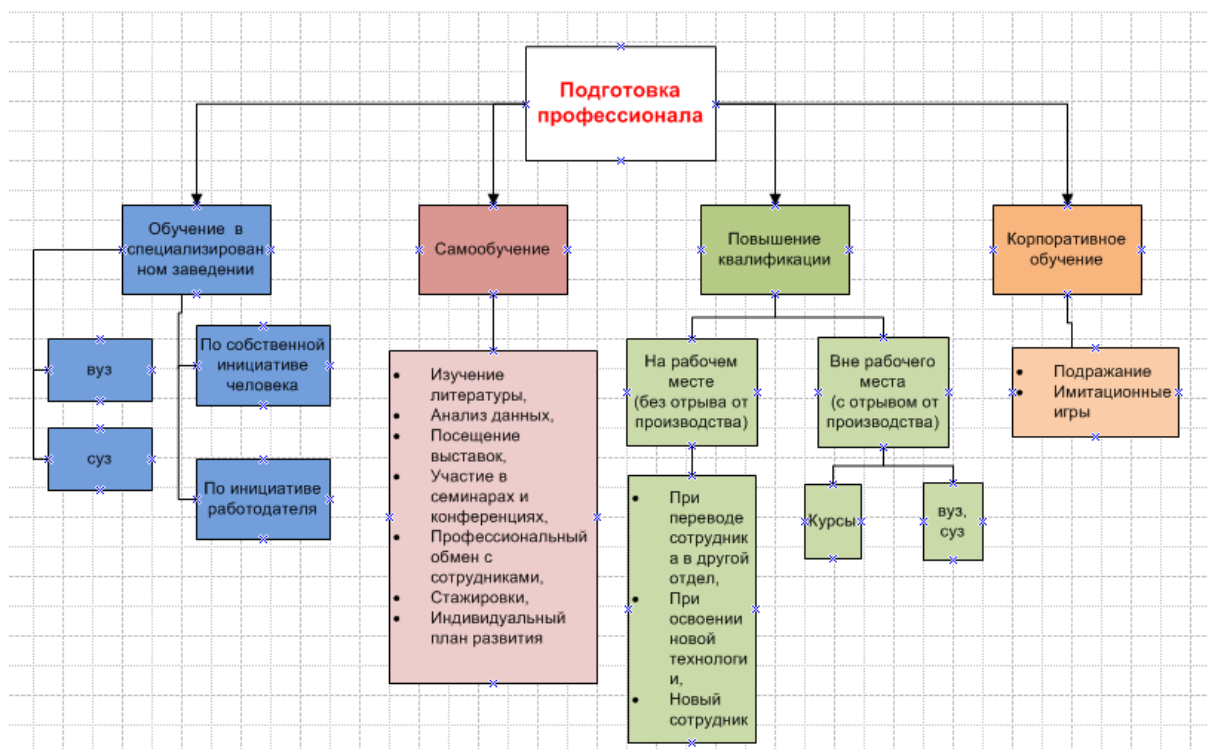 Подготовка
профессионала
Обучение в
специализирован
ном заведении
Самообучение
Повышение
квалификации
Корпоративное
обучение
вуз
суз
По собственной
инициативе
человека
По инициативе
работодателя
• Изучение
литературы,
• Анализ данных,
• Посещение
выставок,
• Участие в
семинарах и
конференциях,
• Профессиональный
обмен с
сотрудниками,
• Стажировки,
• Индивидуальный
план развития
На рабочем
месте
(без отрыва от
производства)
• При
переводе
сотрудник
а в другой
отдел,
• При
освоении
новой
технологи
и,
• Новый
сотрудник
Вне рабочего
места
(с отрывом от
производства)
Курсы
вуз,
суз
• Подражание
• Имитационные
игры